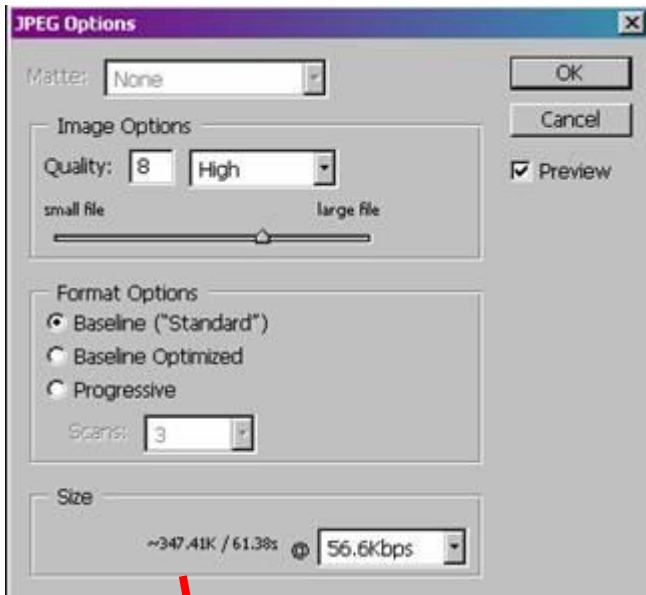 JPEG Options
Matte: None
OK
Image Options
Cancel
Quality: 8 High
Preview
small file large file
Format Options
Baseline ("Standard")
Baseline Optimized
Progressive
Scans: 3
Size
~347.41K / 61.38s @ 56.6Kbps